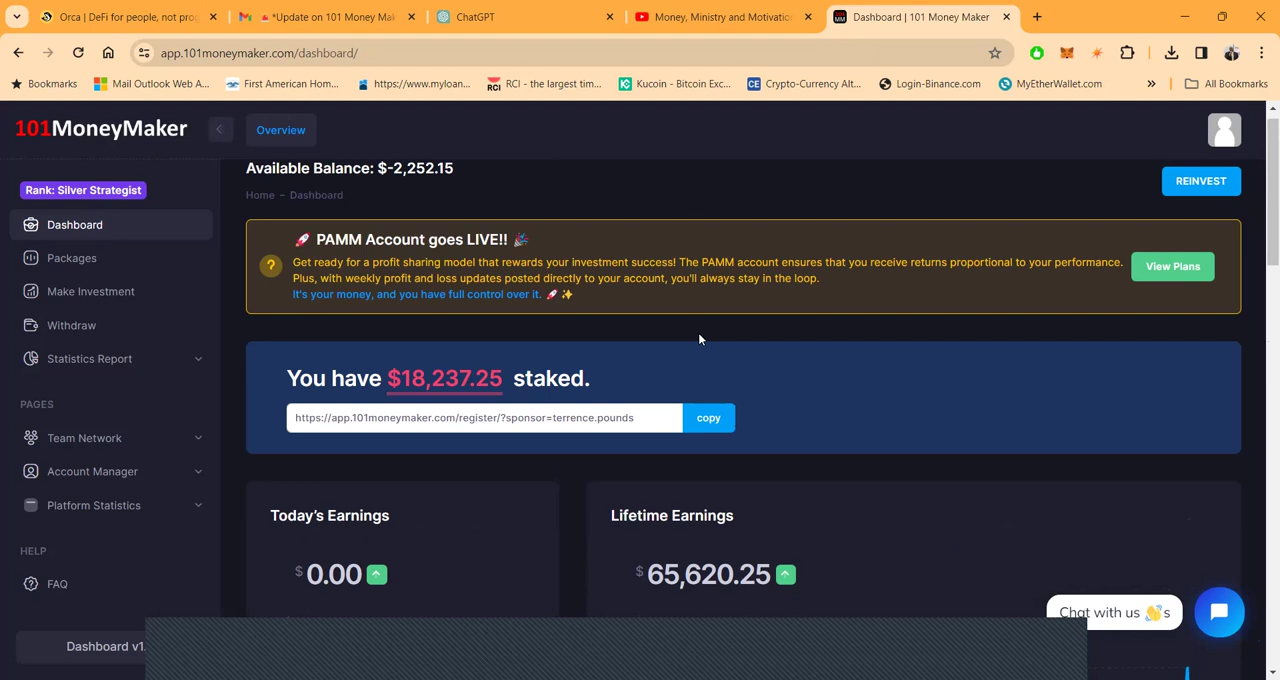 Orca | DeFi for people, not prog
*Update on 101 Money Mak
ChatGPT
Money, Ministry and Motivation
Dashboard | 101 Money Maker
app.101moneymaker.com/dashboard/
Bookmarks
Mail Outlook Web A...
First American Hom...
https://www.myloan...
RCI - the largest tim...
Kucoin - Bitcoin Exc...
Crypto-Currency Alt...
Login-Binance.com
MyEtherWallet.com
»
All Bookmarks
101MoneyMaker
Overview
Available Balance: $-2,252.15
Home – Dashboard
REINVEST
Rank: Silver Strategist
Dashboard
Packages
Make Investment
Withdraw
Statistics Report
PAGES
Team Network
Account Manager
Platform Statistics
HELP
FAQ
Dashboard v1.
🚀 PAMM Account goes LIVE!! 🎉
Get ready for a profit sharing model that rewards your investment success! The PAMM account ensures that you receive returns proportional to your performance.
Plus, with weekly profit and loss updates posted directly to your account, you'll always stay in the loop.
It's your money, and you have full control over it. 🚀 ✨
View Plans
You have $18,237.25 staked.
https://app.101moneymaker.com/register/?sponsor=terrence.pounds
copy
Today's Earnings
$ 0.00
Lifetime Earnings
$ 65,620.25
Chat with us 👋s